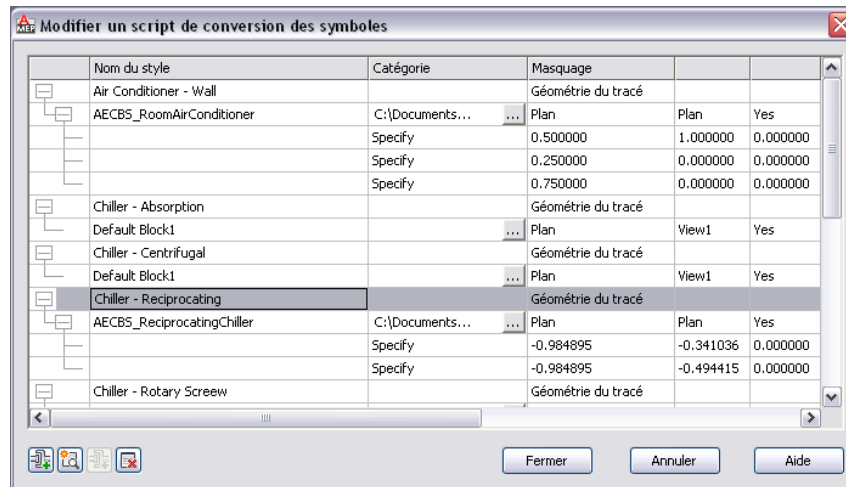 MEP Modifier un script de conversion des symboles
Nom du style Catégorie Masquage
Air Conditioner - Wall Géométrie du tracé
AECBS_RoomAirConditioner C:\Documents... ... Plan Plan Yes
Specify 0.500000 1.000000 0.000000
Specify 0.250000 0.000000 0.000000
Specify 0.750000 0.000000 0.000000
Chiller - Absorption Géométrie du tracé
Default Block1 ... Plan View1 Yes
Chiller - Centrifugal Géométrie du tracé
Default Block1 ... Plan View1 Yes
Chiller - Reciprocating Géométrie du tracé
AECBS_ReciprocatingChiller C:\Documents... ... Plan Plan Yes
Specify -0.984895 -0.341036 0.000000
Specify -0.984895 -0.494415 0.000000
Chiller - Rotary Screew Géométrie du tracé
Fermer Annuler Aide